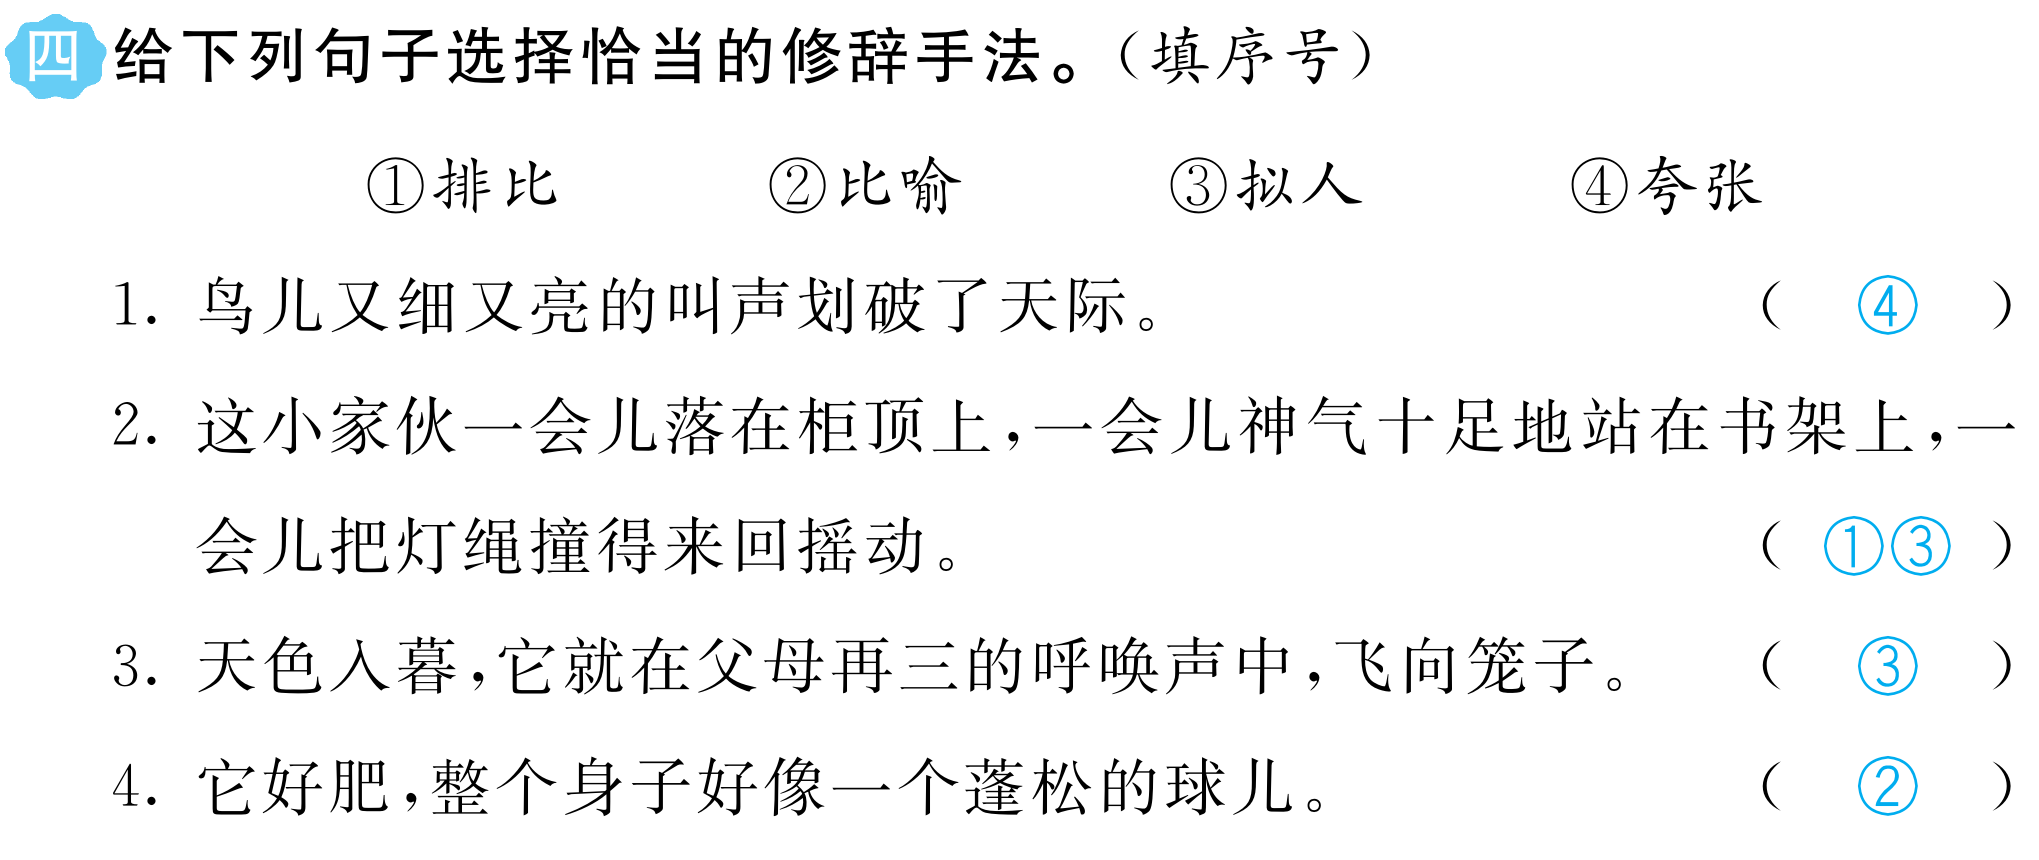 四 给下列句子选择恰当的修辞手法。（填序号）
①排比 ②比喻 ③拟人 ④夸张
1. 鸟儿又细又亮的叫声划破了天际。（ ④ ）
2. 这小家伙一会儿落在柜顶上，一会儿神气十足地站在书架上，一
会儿把灯绳撞得来回摇动。（ ①③ ）
3. 天色入暮，它就在父母再三的呼唤声中，飞向笼子。（ ③ ）
4. 它好肥，整个身子好像一个蓬松的球儿。（ ② ）